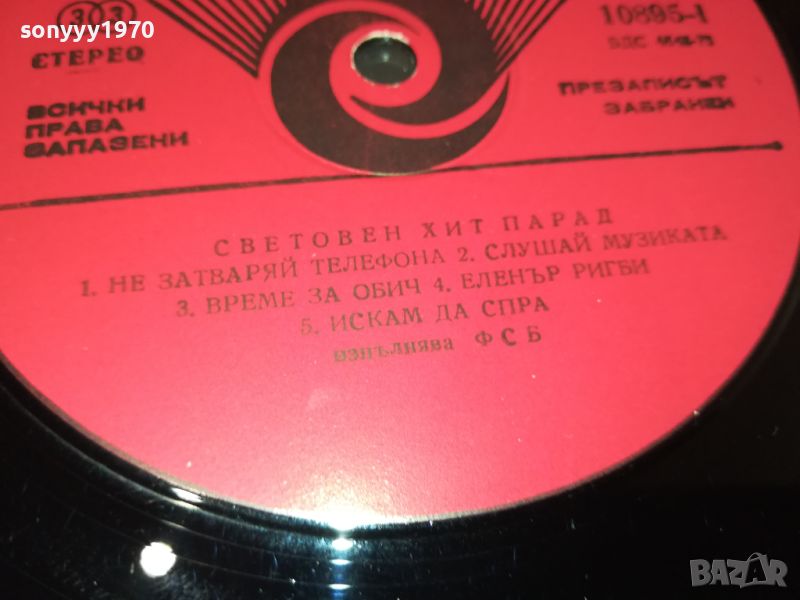 sonyyy1970
СТЕРЕО
10895-I
ВСИЧКИ
ПРАВА
ЗАПАЗЕНИ
ПРЕЗАПИСЪТ
ЗАБРАНЕН
СВЕТОВЕН ХИТ ПАРАД
1. НЕ ЗАТВАРЯЙ ТЕЛЕФОНА 2. СЛУШАЙ МУЗИКАТА
3. ВРЕМЕ ЗА ОБИЧ 4. ЕЛЕНЪР РИГБИ
5. ИСКАМ ДА СПРА
изпълнява ФСБ
BAZAR